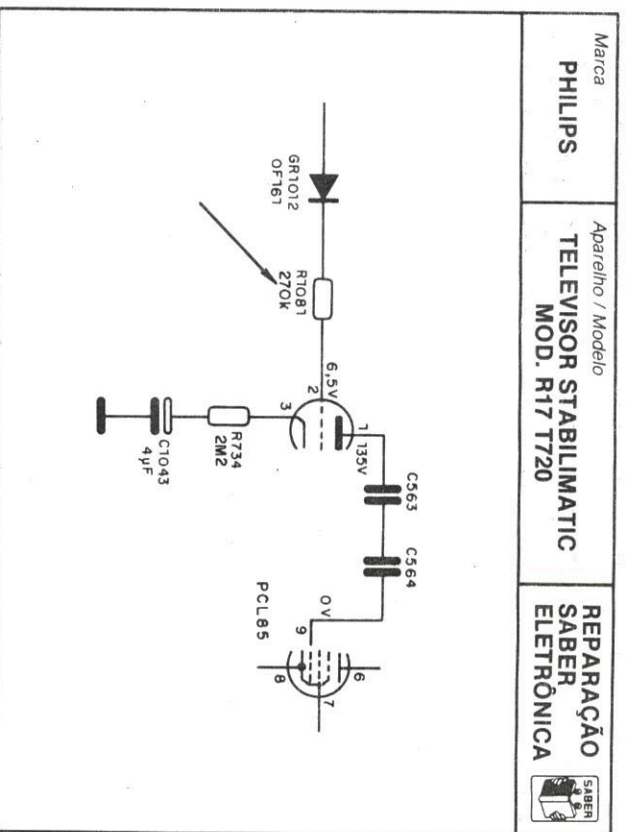 Marca
PHILIPS
Aparelho / Modelo
TELEVISOR STABILIMATIC
MOD. R17 T720
REPARAÇÃO
SABER
ELETRÔNICA
SABER
GR1012
OF161
R1081
270k
6,5V
2
3
1
135V
R734
2M2
C1043
4µF
C563
C564
0V
9
PCL85
6
7
8